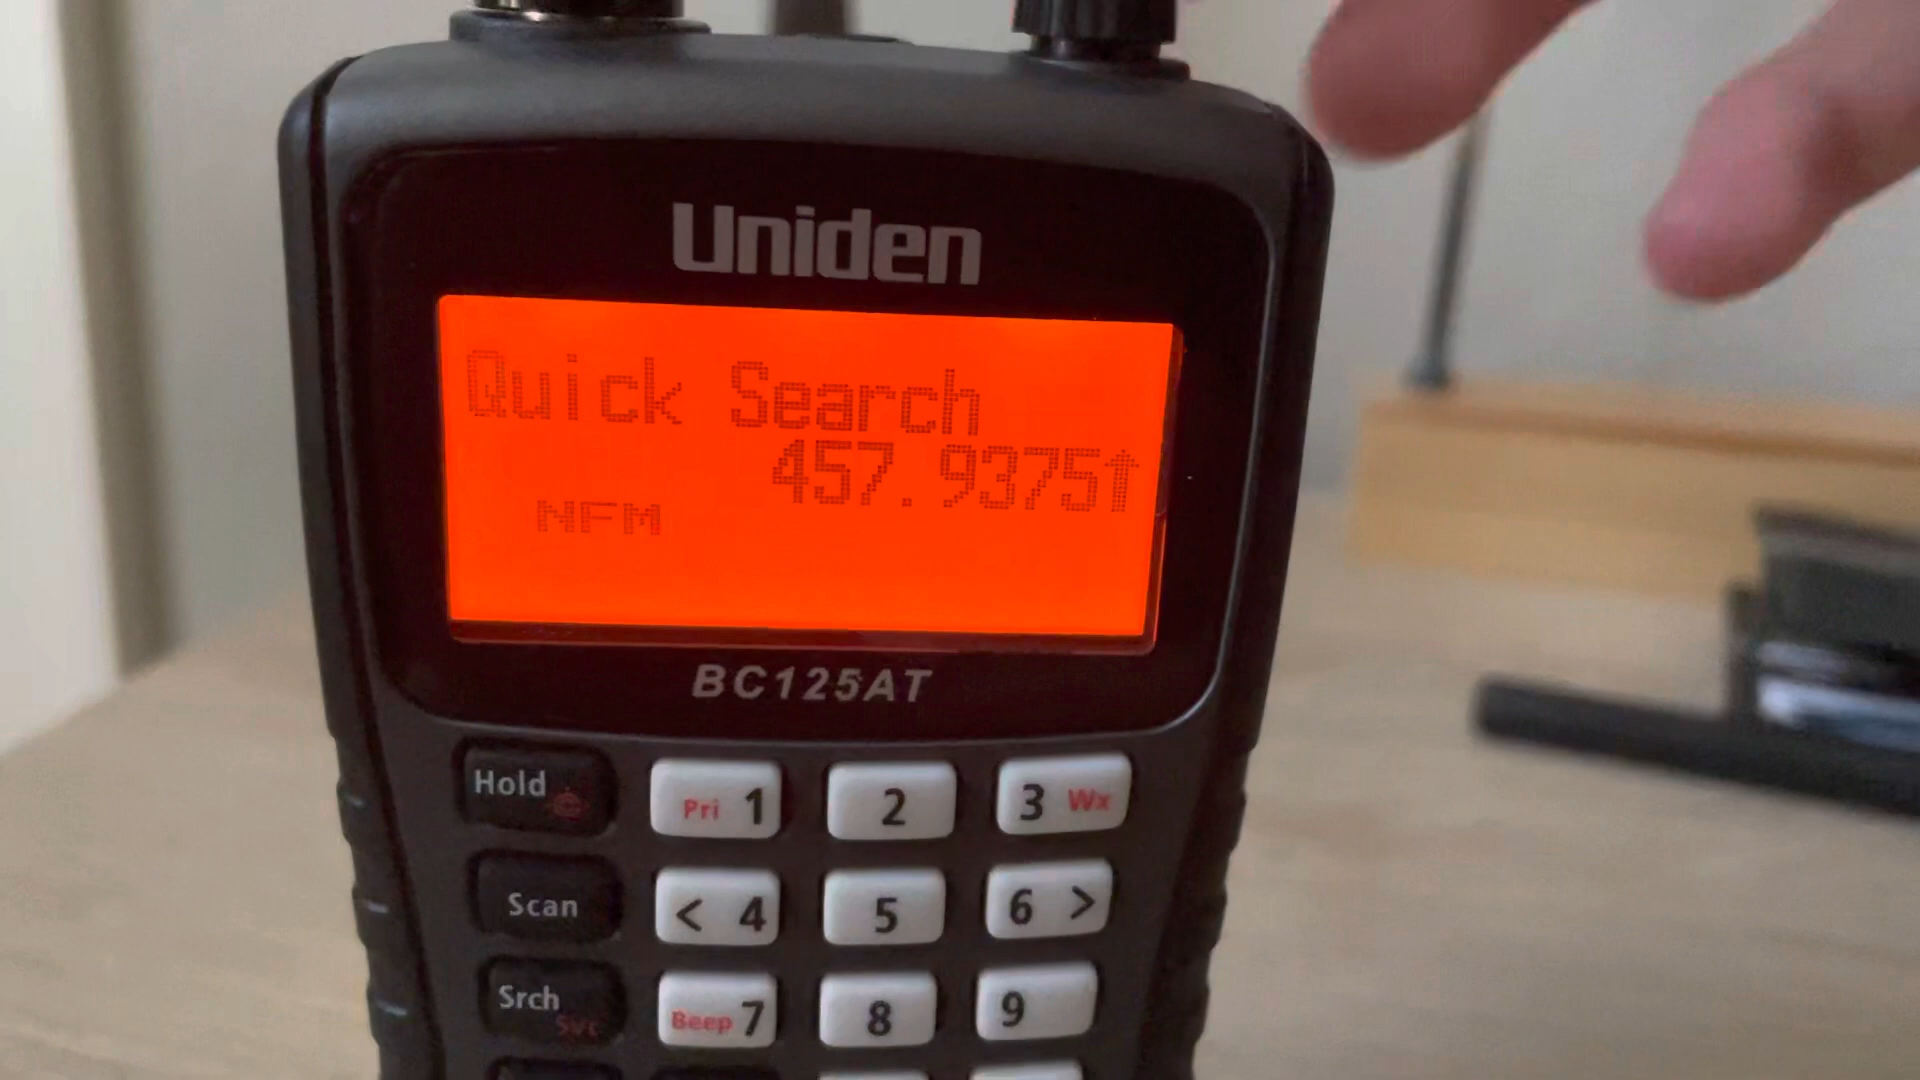 Uniden
Quick Search
457.9375↑
NFM
BC125AT
Hold
Pri 1
2
3 Wx
Scan
< 4
5
6 >
Srch
Svc
Beep 7
8
9